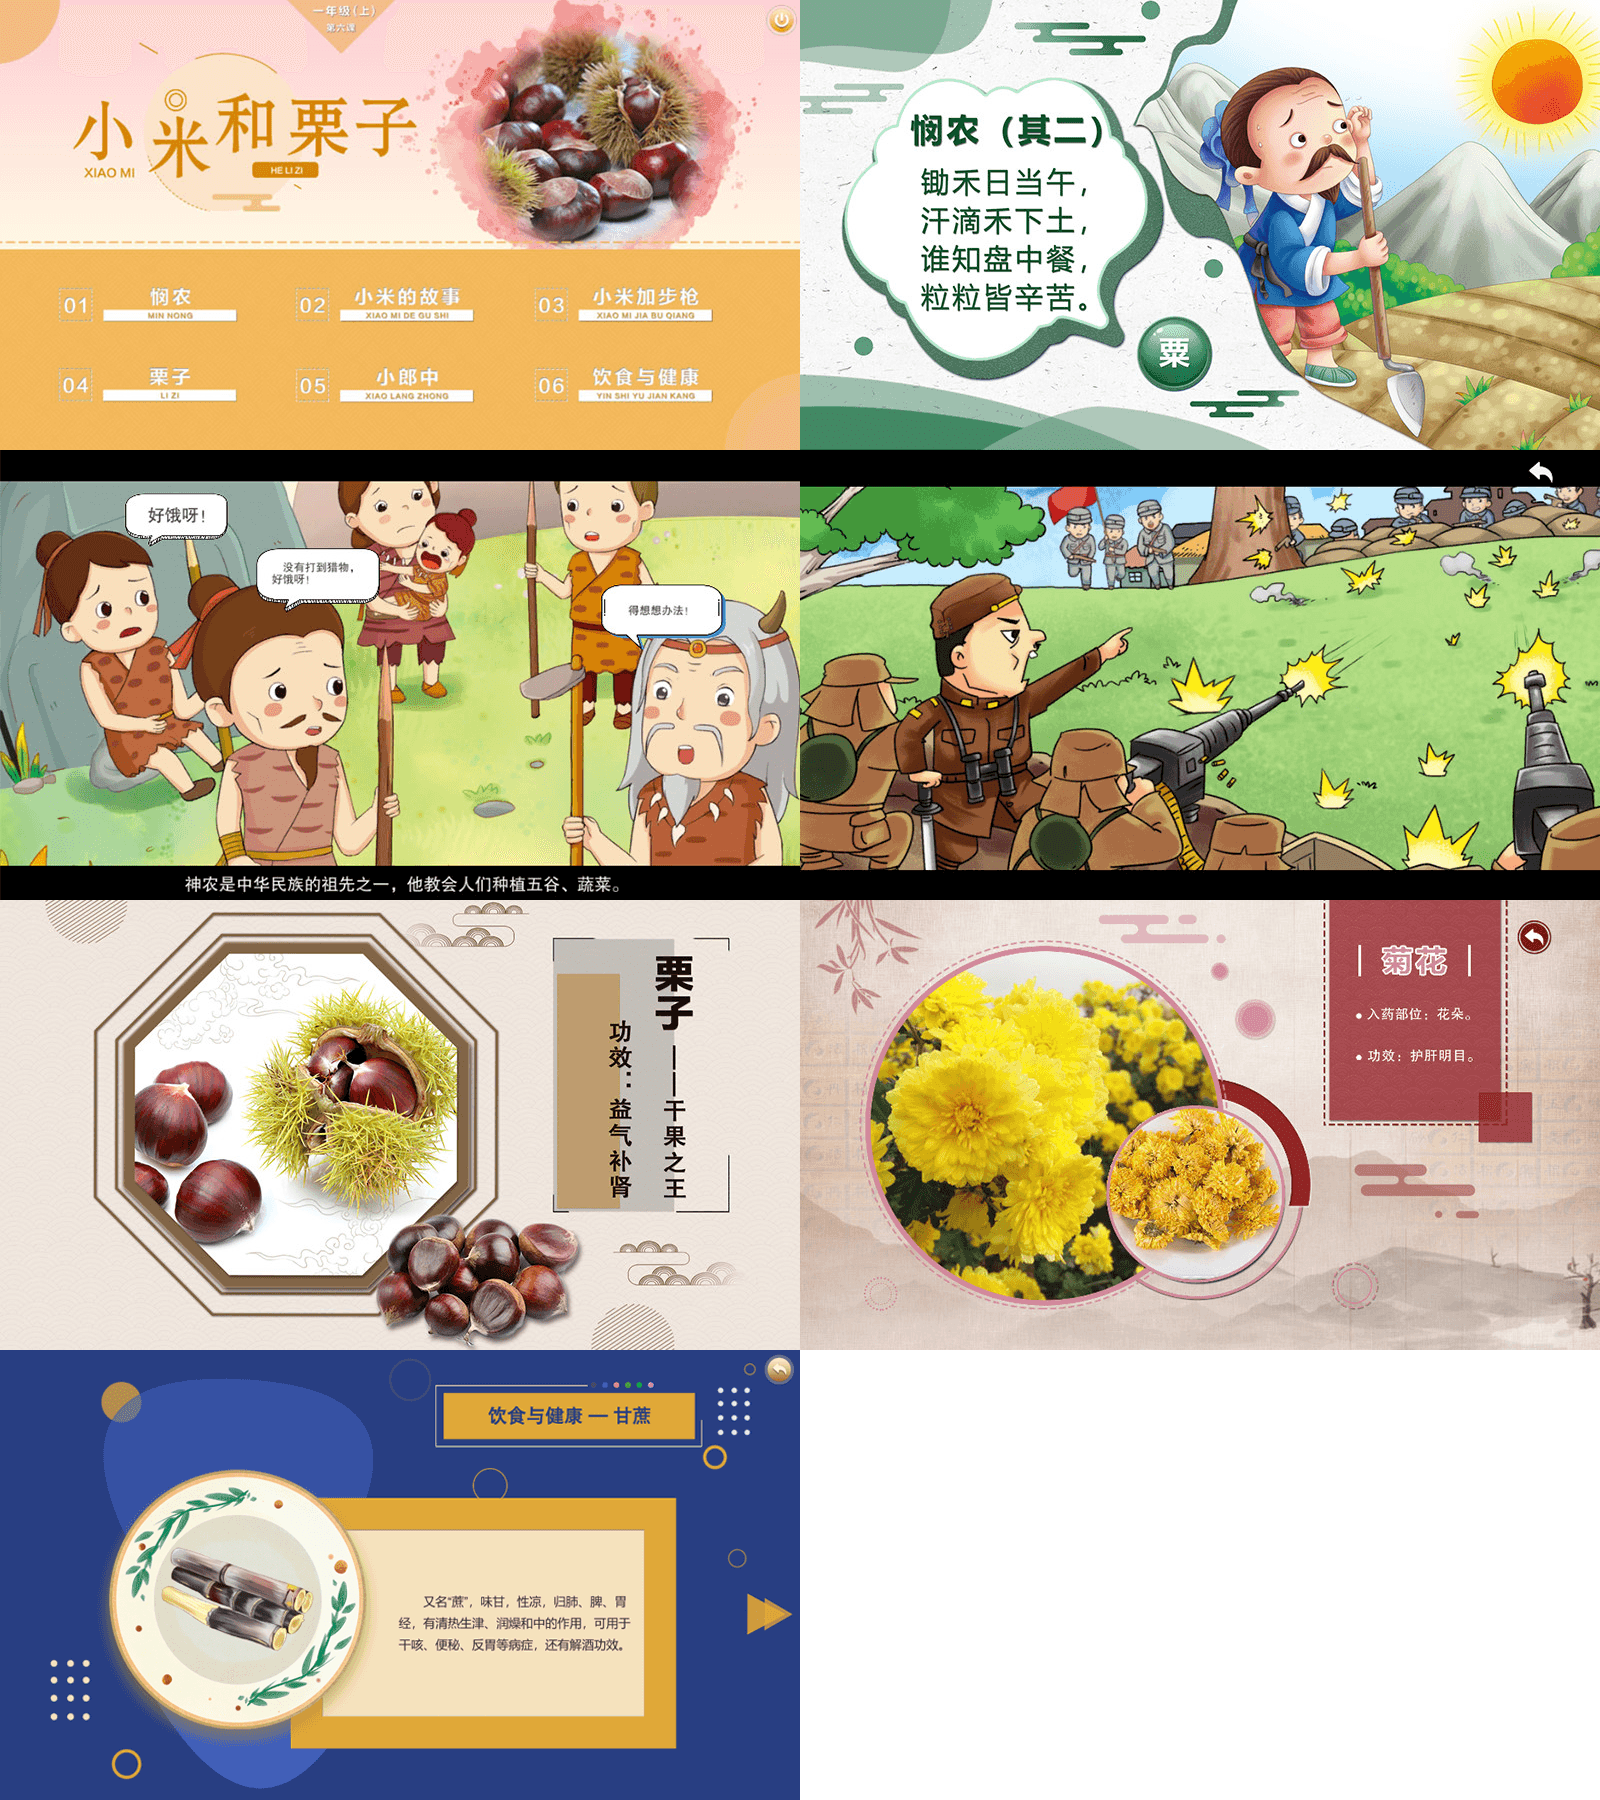 一年级(上)
第六课
小米和栗子
XIAO MI
HE LI ZI
01
悯农
MIN NONG
02
小米的故事
XIAO MI DE GU SHI
03
小米加步枪
XIAO MI JIA BU QIANG
04
栗子
LI ZI
05
小郎中
XIAO LANG ZHONG
06
饮食与健康
YIN SHI YU JIAN KANG
悯农（其二）
锄禾日当午，
汗滴禾下土，
谁知盘中餐，
粒粒皆辛苦。
粟
好饿呀！
没有打到猎物，
好饿呀！
得想想办法！
神农是中华民族的祖先之一，他教会人们种植五谷、蔬菜。
栗子——干果之王
功效：益气补肾
菊花
●入药部位：花朵。
●功效：护肝明目。
饮食与健康 — 甘蔗
又名“蔗”，味甘，性凉，归肺、脾、胃
经，有清热生津、润燥和中的作用，可用于
干咳、便秘、反胃等病症，还有解酒功效。